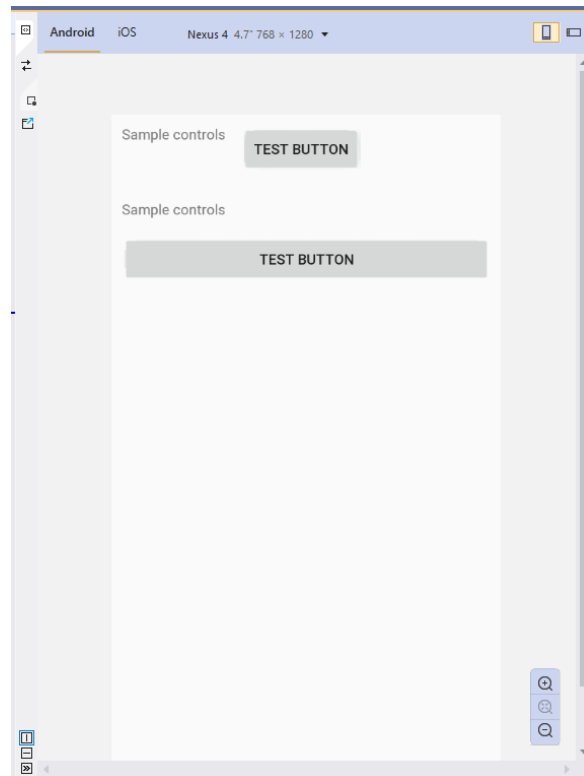 Android iOS Nexus 4 4.7" 768 × 1280
Sample controls TEST BUTTON
Sample controls
TEST BUTTON